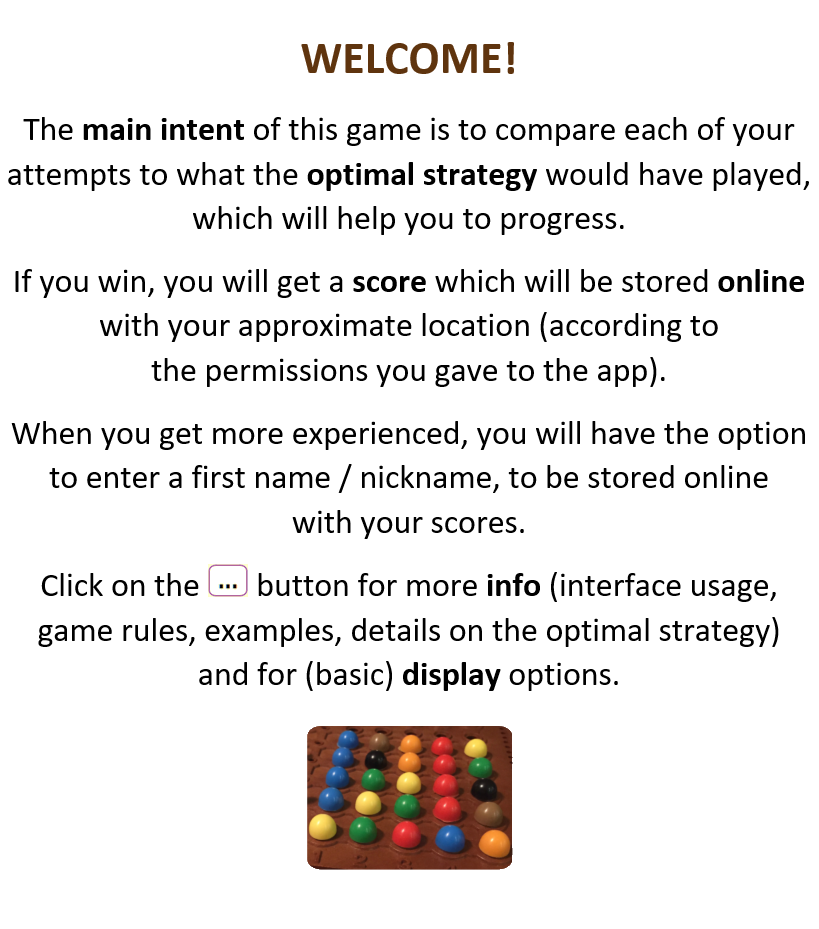 WELCOME!
The main intent of this game is to compare each of your
attempts to what the optimal strategy would have played,
which will help you to progress.
If you win, you will get a score which will be stored online
with your approximate location (according to
the permissions you gave to the app).
When you get more experienced, you will have the option
to enter a first name / nickname, to be stored online
with your scores.
Click on the ... button for more info (interface usage,
game rules, examples, details on the optimal strategy)
and for (basic) display options.
1 2 3